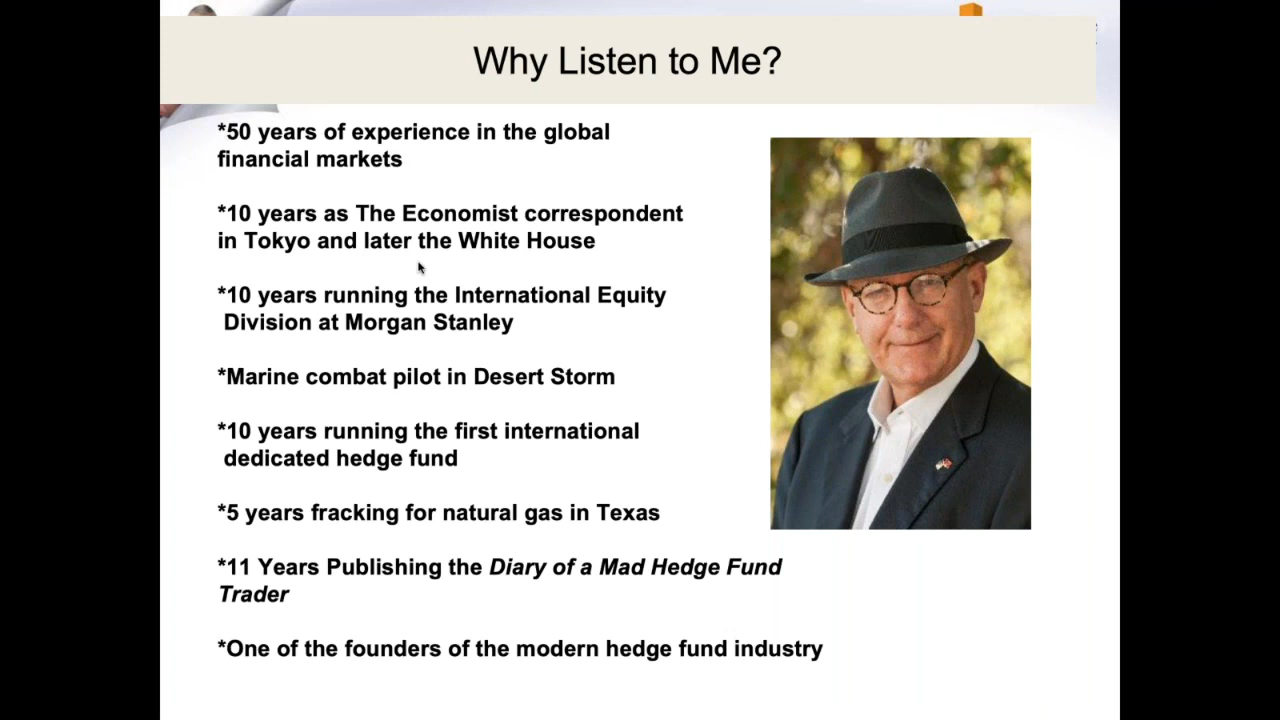 Why Listen to Me?
*50 years of experience in the global
financial markets
*10 years as The Economist correspondent
in Tokyo and later the White House
*10 years running the International Equity
Division at Morgan Stanley
*Marine combat pilot in Desert Storm
*10 years running the first international
dedicated hedge fund
*5 years fracking for natural gas in Texas
*11 Years Publishing the Diary of a Mad Hedge Fund
Trader
*One of the founders of the modern hedge fund industry